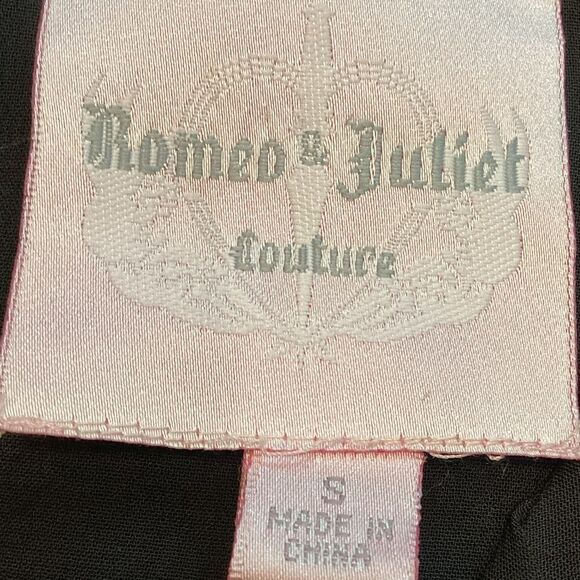 Romeo & Juliet
Couture
S
MADE IN
CHINA